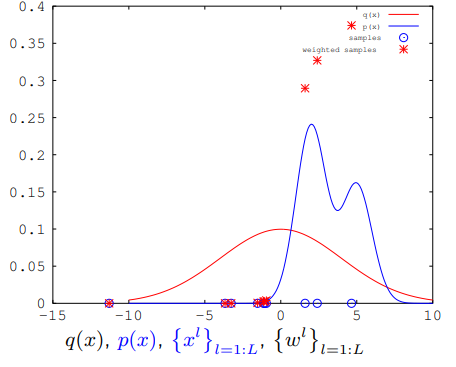 0.4
q(x)
p(x)
0.35
samples
weighted samples
0.3
0.25
0.2
0.15
0.1
0.05
0
-15 -10 -5 0 5 10
q(x), p(x), {x^l}_{l=1:L}, {w^l}_{l=1:L}